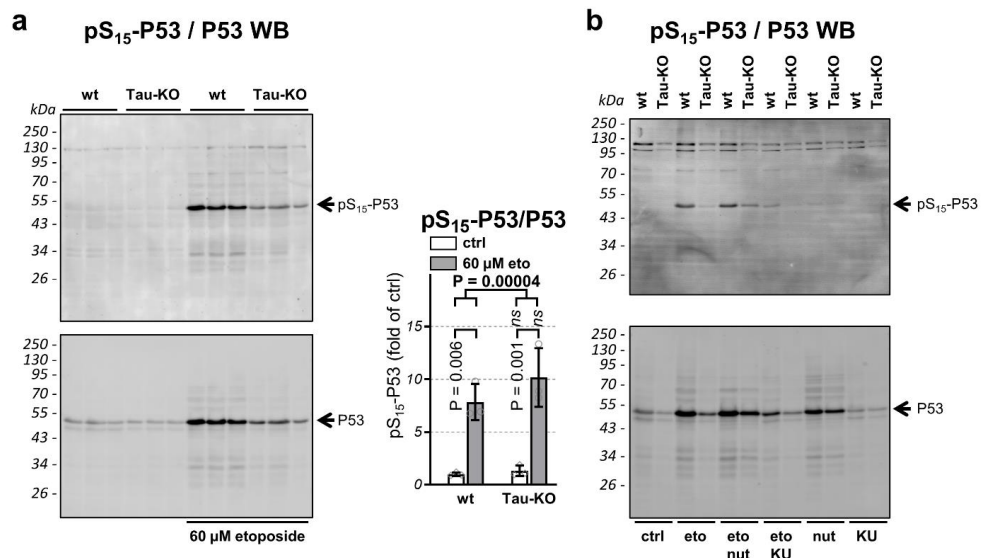 a
pS₁₅-P53 / P53 WB
wt Tau-KO wt Tau-KO
kDa
250 -
130 -
95 -
70 -
55 -
43 -
34 -
26 -
pS₁₅-P53
250 -
130 -
95 -
70 -
55 -
43 -
34 -
26 -
P53
60 µM etoposide
pS₁₅-P53/P53
ctrl
60 µM eto
P = 0.00004
pS₁₅-P53 (fold of ctrl)
15
10
5
0
P = 0.006
P = 0.001
ns
ns
wt Tau-KO
b
pS₁₅-P53 / P53 WB
kDa
wt Tau-KO wt Tau-KO wt Tau-KO wt Tau-KO wt Tau-KO wt Tau-KO
250 -
130 -
95 -
70 -
55 -
43 -
34 -
26 -
pS₁₅-P53
250 -
130 -
95 -
70 -
55 -
43 -
34 -
26 -
P53
ctrl eto eto eto nut KU
nut KU